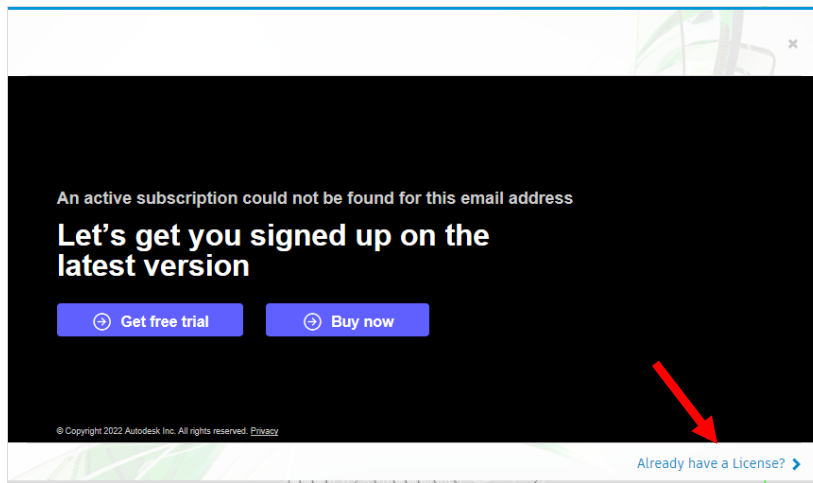 An active subscription could not be found for this email address
Let’s get you signed up on the
latest version
Get free trial
Buy now
© Copyright 2022 Autodesk Inc. All rights reserved. Privacy
Already have a License?